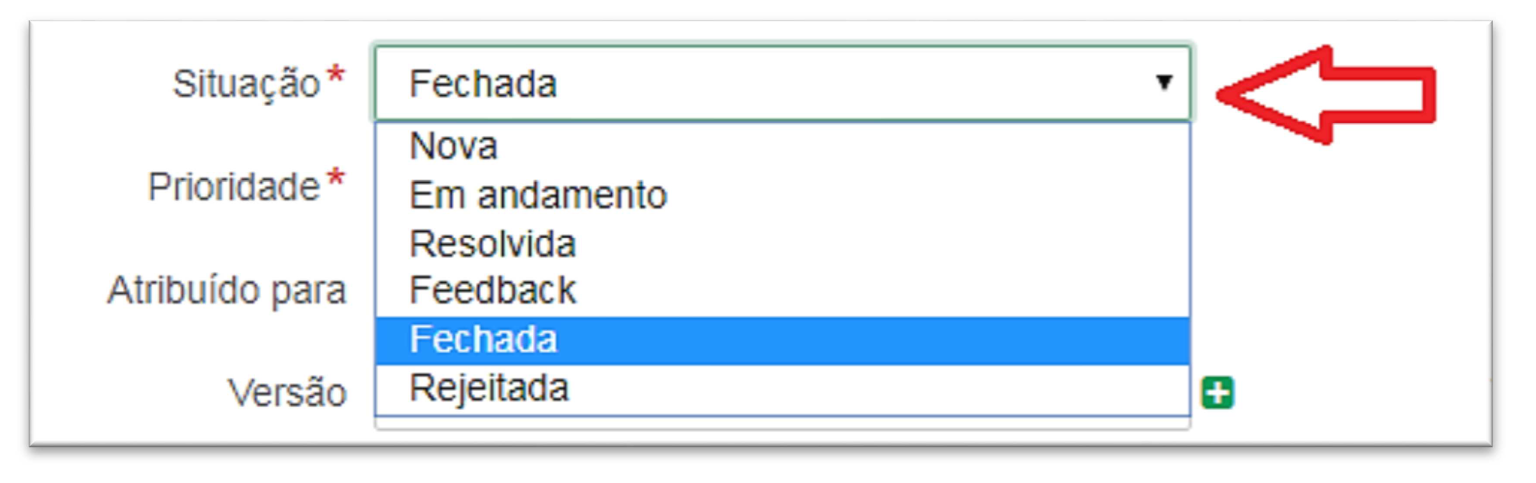 Situação* Fechada
Nova
Prioridade* Em andamento
Resolvida
Atribuído para Feedback
Fechada
Versão Rejeitada